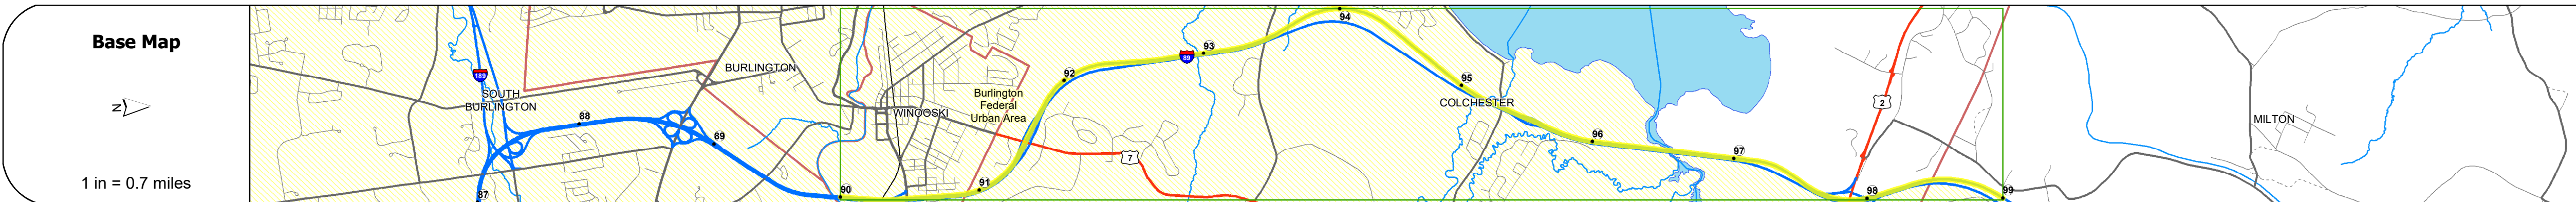 Base Map
N
1 in = 0.7 miles
189
SOUTH
BURLINGTON
87
88
BURLINGTON
89
90
WINOOSKI
91
Burlington
Federal
Urban Area
92
7
93
89
94
95
COLCHESTER
96
97
2
98
99
MILTON